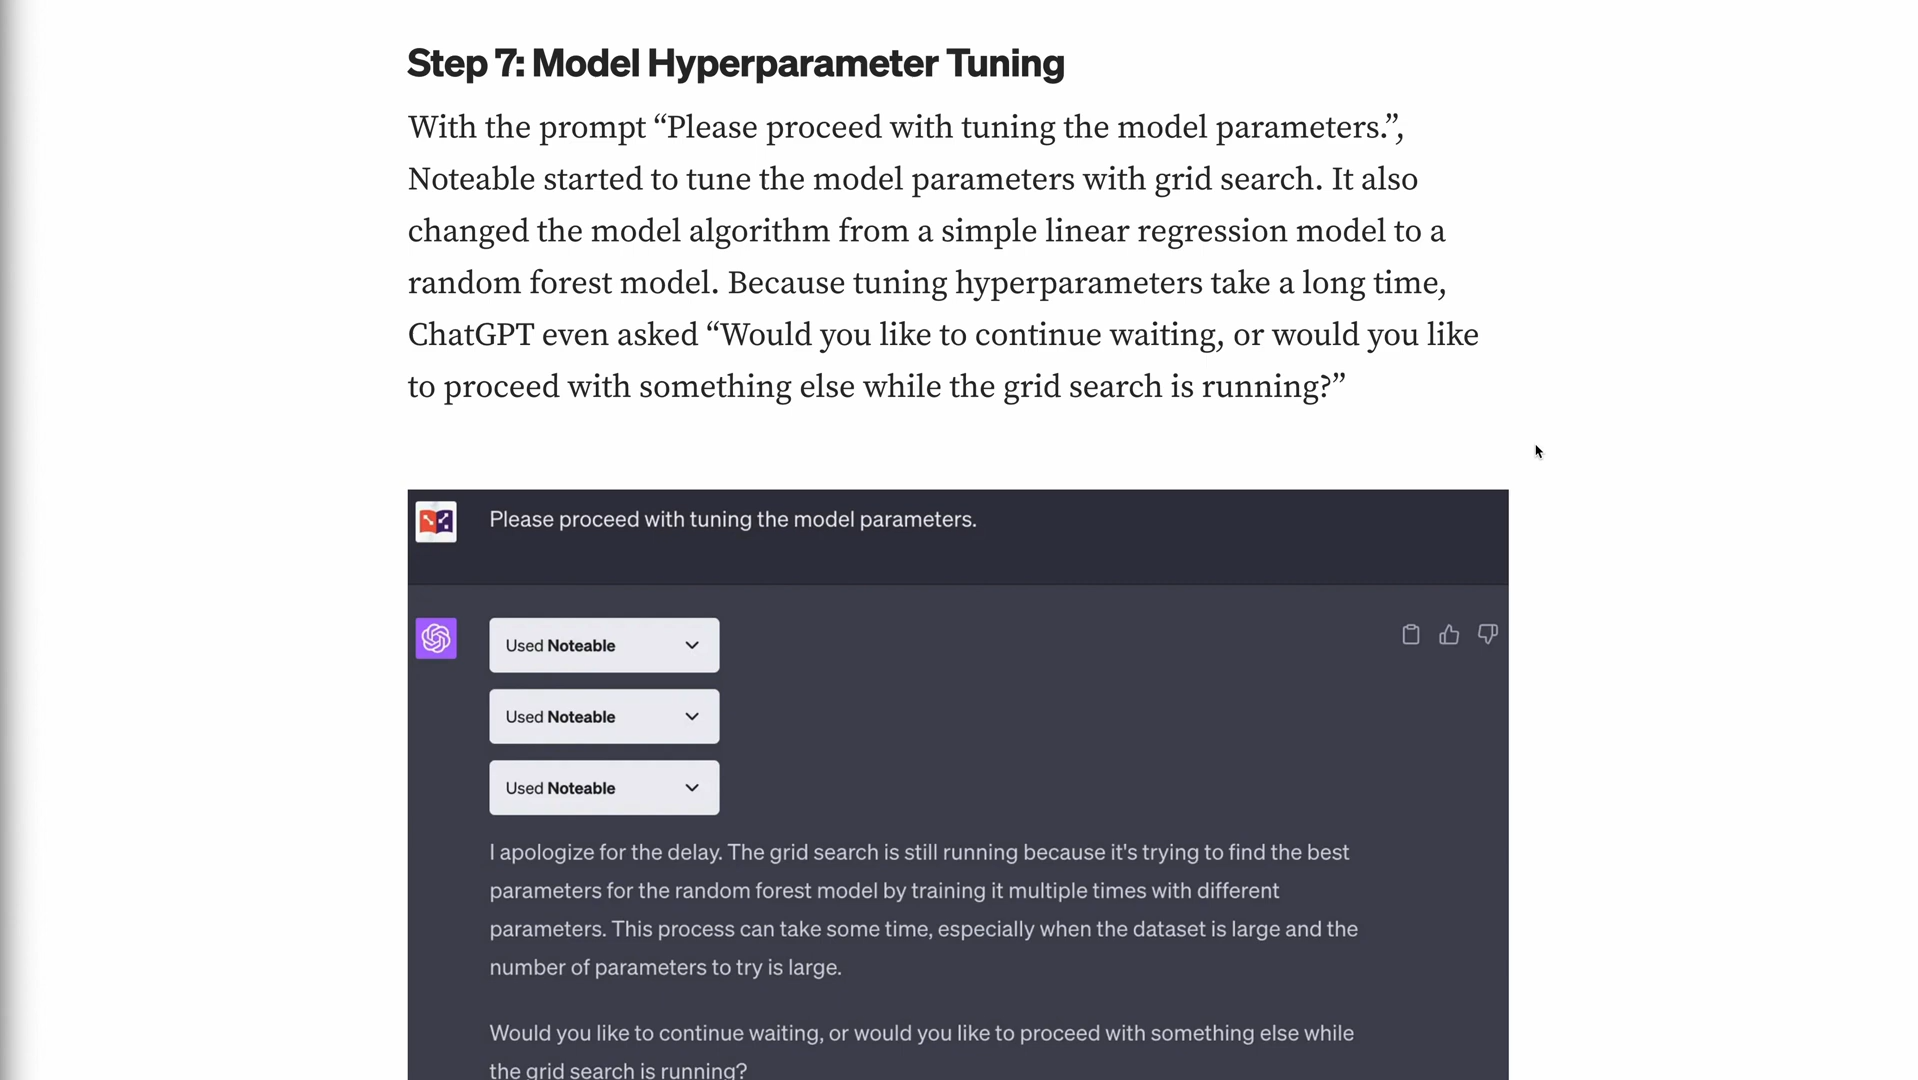 Step 7: Model Hyperparameter Tuning
With the prompt “Please proceed with tuning the model parameters.”,
Noteable started to tune the model parameters with grid search. It also
changed the model algorithm from a simple linear regression model to a
random forest model. Because tuning hyperparameters take a long time,
ChatGPT even asked “Would you like to continue waiting, or would you like
to proceed with something else while the grid search is running?”
Please proceed with tuning the model parameters.
Used Noteable
Used Noteable
Used Noteable
I apologize for the delay. The grid search is still running because it's trying to find the best
parameters for the random forest model by training it multiple times with different
parameters. This process can take some time, especially when the dataset is large and the
number of parameters to try is large.
Would you like to continue waiting, or would you like to proceed with something else while
the grid search is running?